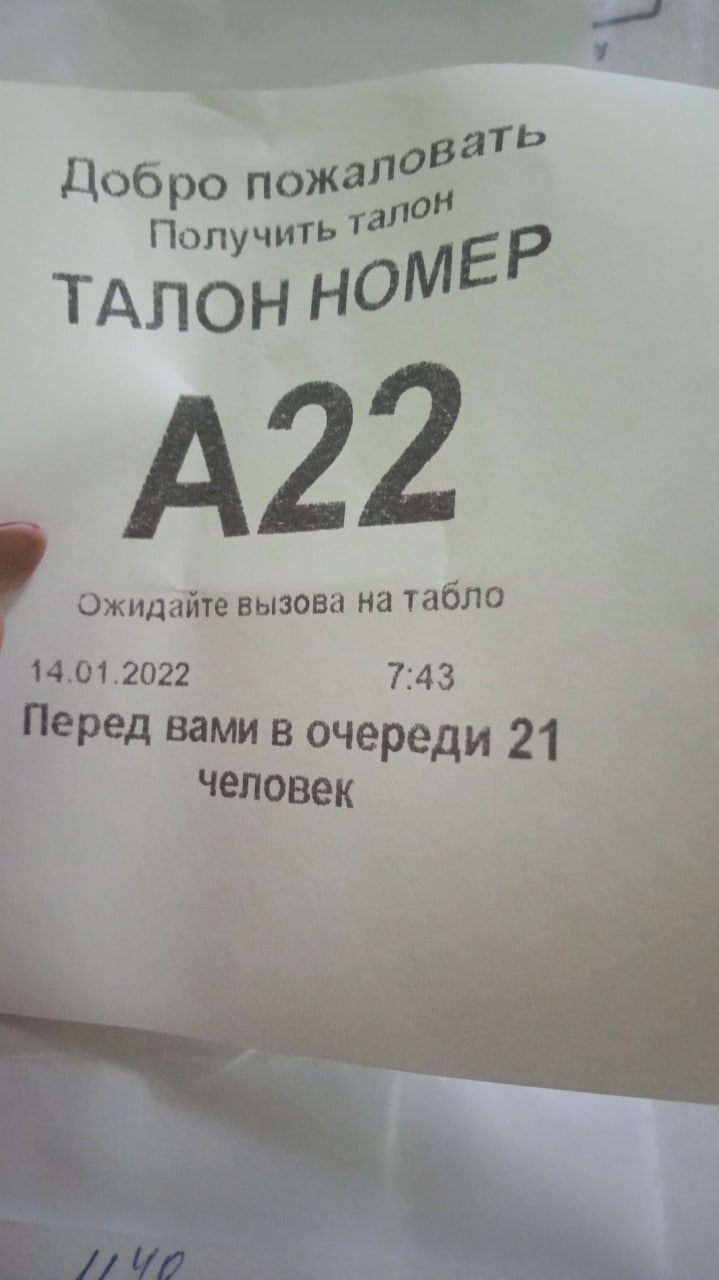 Добро пожаловать
Получить талон
ТАЛОН НОМЕР
А22
Ожидайте вызова на табло
14.01.2022 7:43
Перед вами в очереди 21
человек